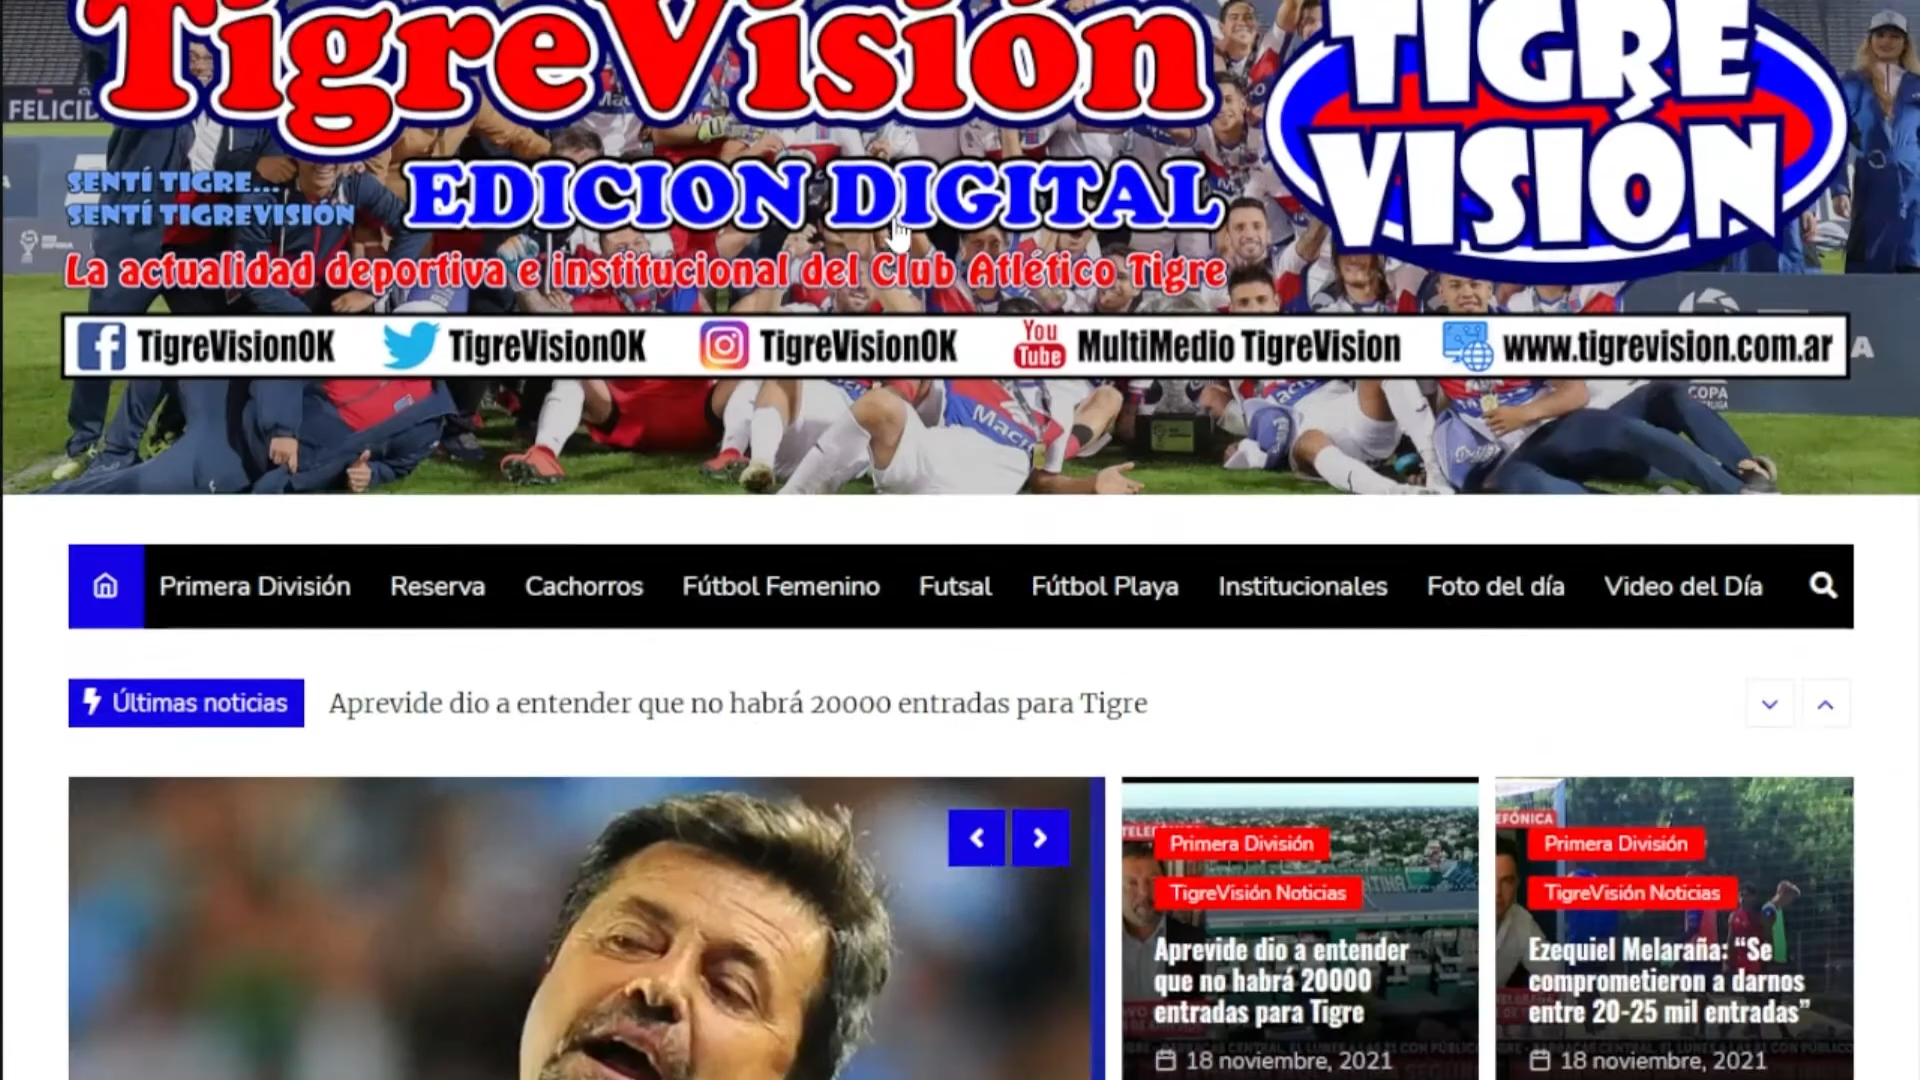 TigreVisión
TIGRE
VISIÓN
FELICID
SENTÍ TIGRE...
SENTÍ TIGREVISIÓN
EDICION DIGITAL
La actualidad deportiva e institucional del Club Atlético Tigre
TigreVisionOK
TigreVisionOK
TigreVisionOK
You
Tube
MultiMedio TigreVision
www.tigrevision.com.ar
A
COPA
Macro
Primera División
Reserva
Cachorros
Fútbol Femenino
Futsal
Fútbol Playa
Institucionales
Foto del día
Video del Día
Últimas noticias
Aprevide dio a entender que no habrá 20000 entradas para Tigre
Primera División
TigreVisión Noticias
Aprevide dio a entender
que no habrá 20000
entradas para Tigre
18 noviembre, 2021
EFÓNICA
Primera División
TigreVisión Noticias
Ezequiel Melaraña: “Se
comprometieron a darnos
entre 20-25 mil entradas”
18 noviembre, 2021